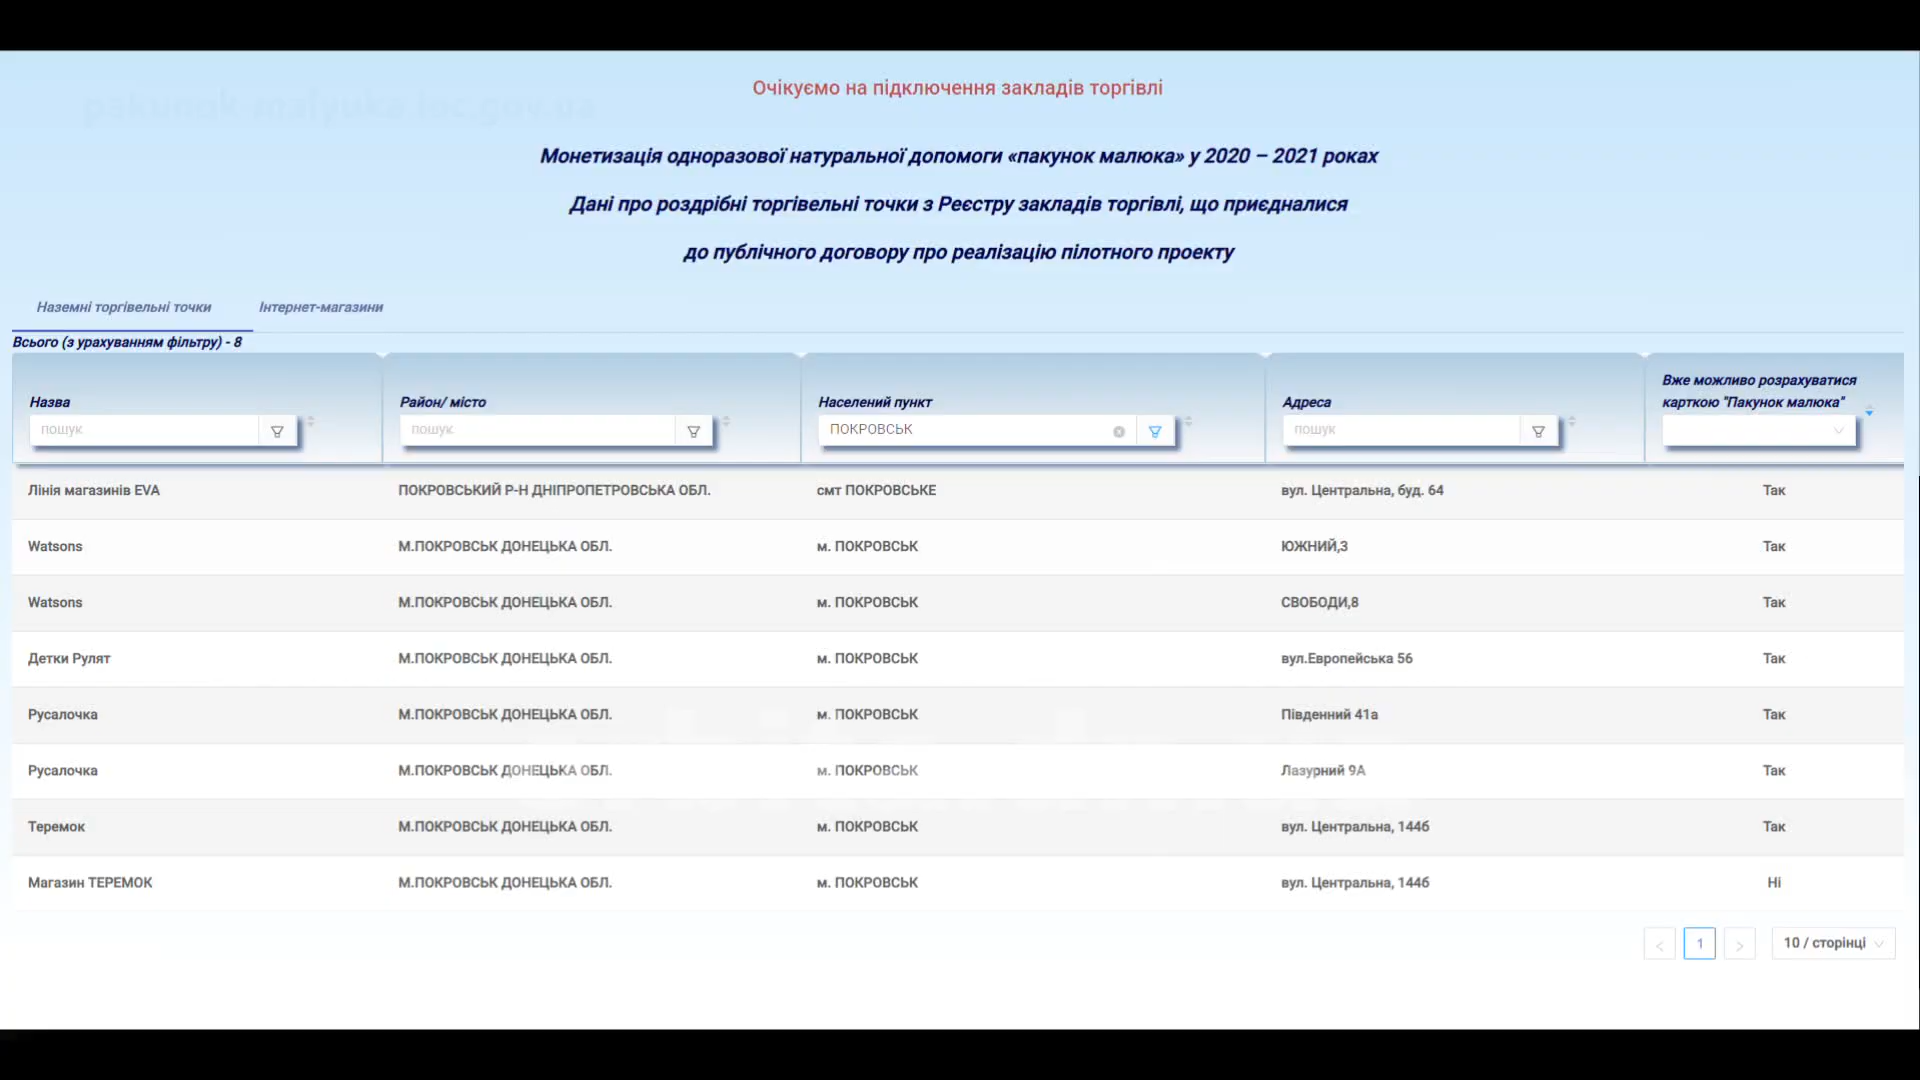 Очікуємо на підключення закладів торгівлі
pakunok-malyuka.ioc.gov.ua
Монетизація одноразової натуральної допомоги «пакунок малюка» у 2020 – 2021 роках
Дані про роздрібні торгівельні точки з Реєстру закладів торгівлі, що приєдналися
до публічного договору про реалізацію пілотного проекту
Наземні торгівельні точки Інтернет-магазини
Всього (з урахуванням фільтру) - 8
Назва Район/ місто Населений пункт Адреса Вже можливо розрахуватися карткою "Пакунок малюка"
пошук пошук ПОКРОВСЬК пошук
Лінія магазинів EVA ПОКРОВСЬКИЙ Р-Н ДНІПРОПЕТРОВСЬКА ОБЛ. смт ПОКРОВСЬКЕ вул. Центральна, буд. 64 Так
Watsons М.ПОКРОВСЬК ДОНЕЦЬКА ОБЛ. м. ПОКРОВСЬК ЮЖНИЙ,3 Так
Watsons М.ПОКРОВСЬК ДОНЕЦЬКА ОБЛ. м. ПОКРОВСЬК СВОБОДИ,8 Так
Детки Рулят М.ПОКРОВСЬК ДОНЕЦЬКА ОБЛ. м. ПОКРОВСЬК вул.Европейська 56 Так
Русалочка М.ПОКРОВСЬК ДОНЕЦЬКА ОБЛ. м. ПОКРОВСЬК Південний 41а Так
Русалочка М.ПОКРОВСЬК ДОНЕЦЬКА ОБЛ. м. ПОКРОВСЬК Лазурний 9А Так
Теремок М.ПОКРОВСЬК ДОНЕЦЬКА ОБЛ. м. ПОКРОВСЬК вул. Центральна, 144б Так
Магазин ТЕРЕМОК М.ПОКРОВСЬК ДОНЕЦЬКА ОБЛ. м. ПОКРОВСЬК вул. Центральна, 144б Ні
< 1 > 10 / сторінці